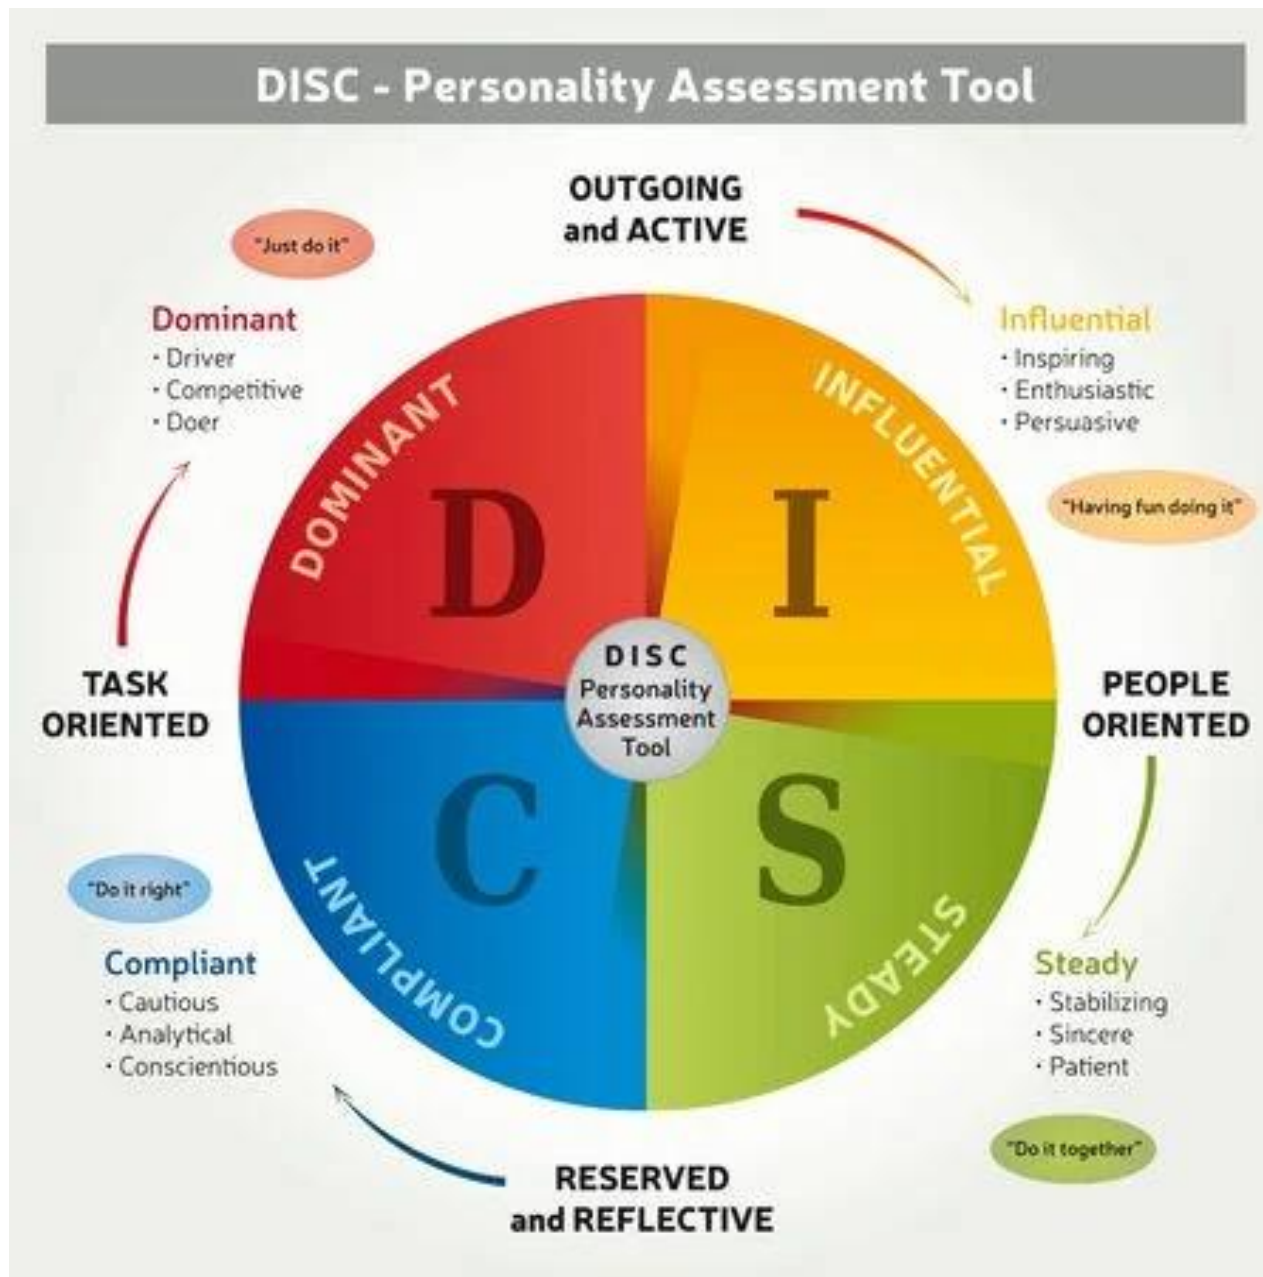 DISC - Personality Assessment Tool
OUTGOING
and ACTIVE
"Just do it"
Dominant
· Driver
· Competitive
· Doer
Influential
· Inspiring
· Enthusiastic
· Persuasive
"Having fun doing it"
DOMINANT
INFLUENTIAL
D
I
TASK
ORIENTED
DISC
Personality
Assessment
Tool
PEOPLE
ORIENTED
C
S
COMPLIANT
STEADY
"Do it right"
Compliant
· Cautious
· Analytical
· Conscientious
Steady
· Stabilizing
· Sincere
· Patient
"Do it together"
RESERVED
and REFLECTIVE